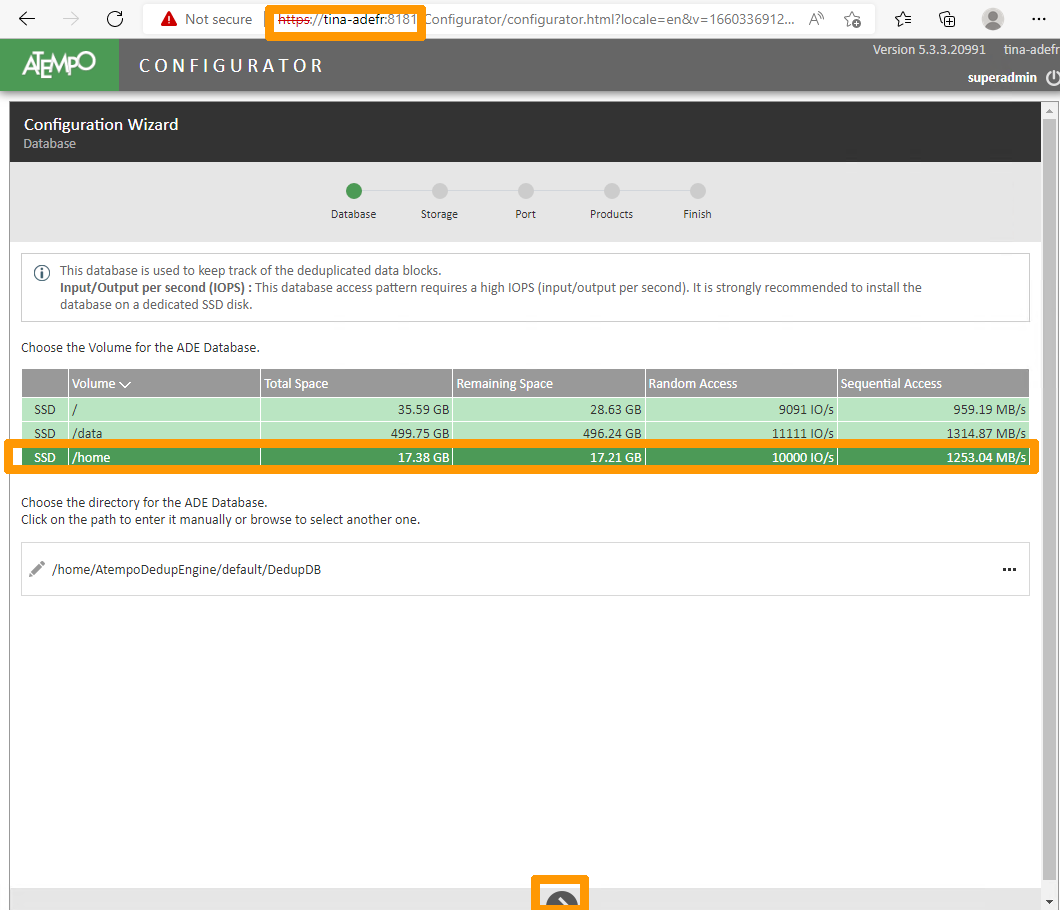 Not secure https://tina-adefr:8181 Configurator/configurator.html?locale=en&v=1660336912...
ATEMPO CONFIGURATOR Version 5.3.3.20991 tina-adefr
superadmin
Configuration Wizard
Database
Database Storage Port Products Finish
This database is used to keep track of the deduplicated data blocks.
Input/Output per second (IOPS) : This database access pattern requires a high IOPS (input/output per second). It is strongly recommended to install the
database on a dedicated SSD disk.
Choose the Volume for the ADE Database.
Volume Total Space Remaining Space Random Access Sequential Access
SSD / 35.59 GB 28.63 GB 9091 IO/s 959.19 MB/s
SSD /data 499.75 GB 496.24 GB 11111 IO/s 1314.87 MB/s
SSD /home 17.38 GB 17.21 GB 10000 IO/s 1253.04 MB/s
Choose the directory for the ADE Database.
Click on the path to enter it manually or browse to select another one.
/home/AtempoDedupEngine/default/DedupDB